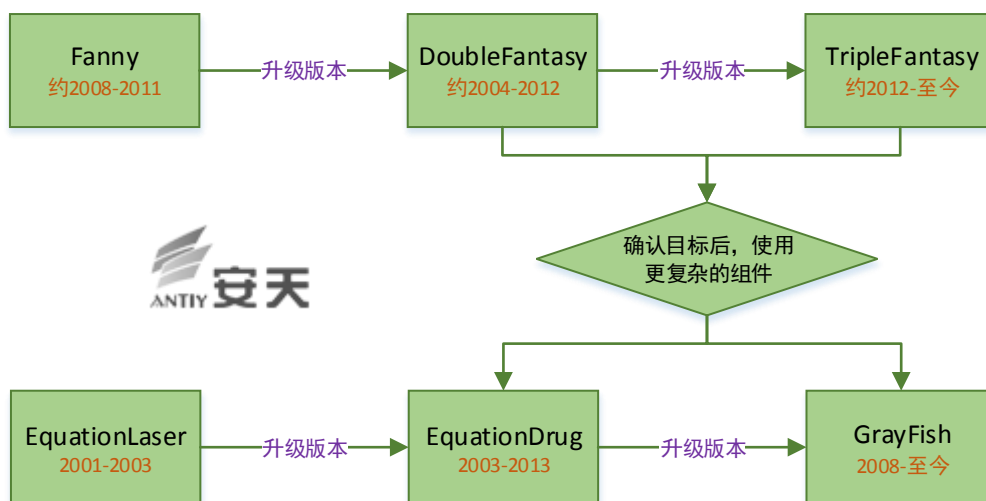 Fanny
约2008-2011
升级版本
DoubleFantasy
约2004-2012
升级版本
TripleFantasy
约2012-至今
确认目标后，使用
更复杂的组件
ANTIY 安天
EquationLaser
2001-2003
升级版本
EquationDrug
2003-2013
升级版本
GrayFish
2008-至今